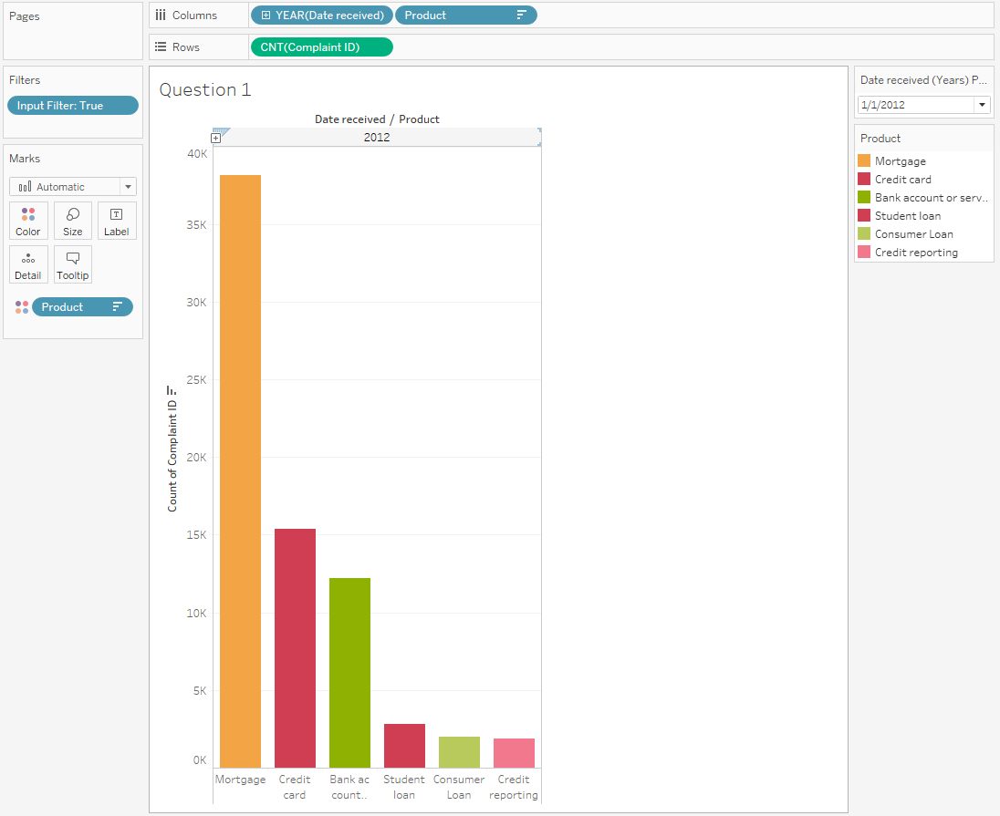 Pages
Columns
YEAR(Date received)
Product
Rows
CNT(Complaint ID)
Filters
Input Filter: True
Marks
Automatic
Color
Size
Label
Detail
Tooltip
Product
Question 1
Date received / Product
2012
Count of Complaint ID
40K
35K
30K
25K
20K
15K
10K
5K
0K
Mortgage
Credit
card
Bank ac
count..
Student
loan
Consumer
Loan
Credit
reporting
Date received (Years) P...
1/1/2012
Product
Mortgage
Credit card
Bank account or serv..
Student loan
Consumer Loan
Credit reporting